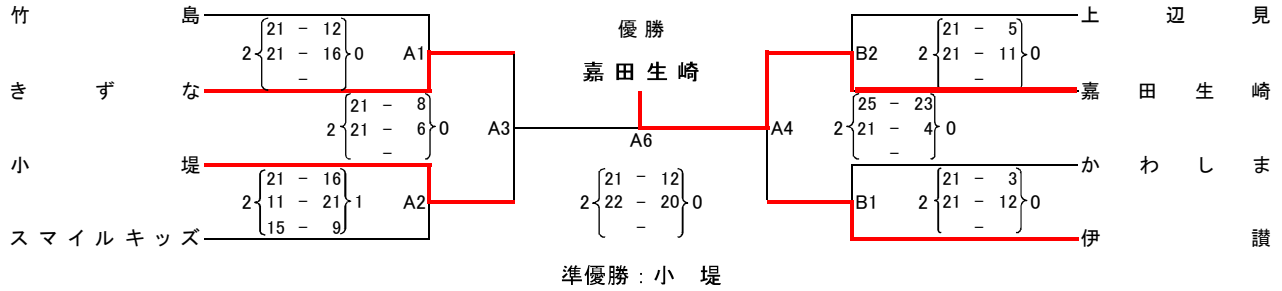 竹島 上辺見
2 21 - 12 21 - 16 - 0 A1
優勝
B2 2 21 - 5 21 - 11 - 0
嘉田生崎
きずな 嘉田生崎
2 21 - 8 21 - 6 - 0 A3
A6
A4 2 25 - 23 21 - 4 - 0
小堤 かわしま
2 21 - 16 11 - 21 15 - 9 1 A2
2 21 - 12 22 - 20 - 0
B1 2 21 - 3 21 - 12 - 0
スマイルキッズ 伊讃
準優勝：小 堤